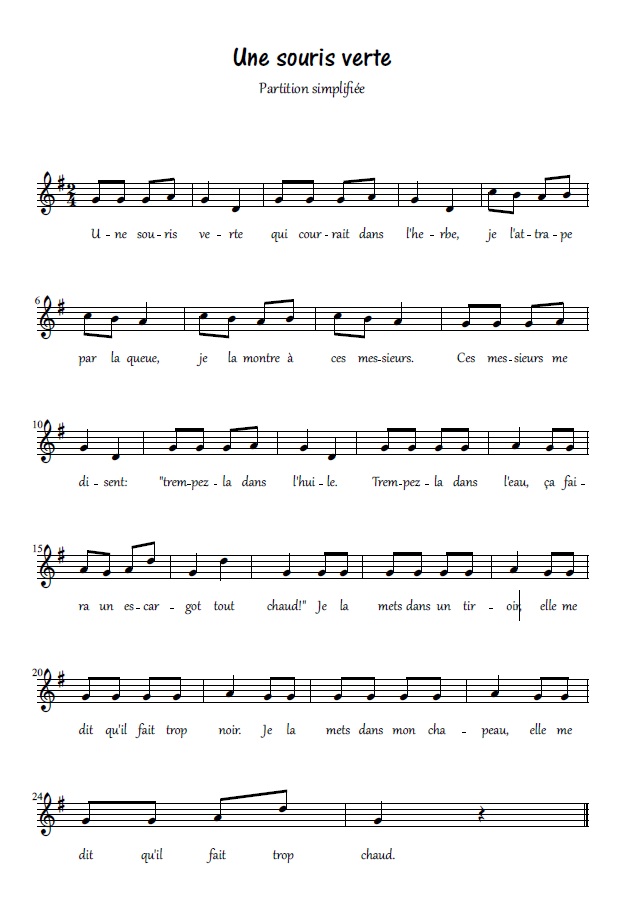 Une souris verte
Partition simplifiée
2
4
U - ne sou - ris ve - rte qui cour - rait dans l'he - rbe, je l'at - tra - pe
6
par la queue, je la montre à ces mes-sieurs. Ces mes-sieurs me
10
di - sent: "trem-pez - la dans l'hui - le. Trem-pez - la dans l'eau, ça fai -
15
ra un es - car - got tout chaud!" Je la mets dans un tir - oir, elle me
20
dit qu'il fait trop noir. Je la mets dans mon cha - peau, elle me
24
dit qu'il fait trop chaud.